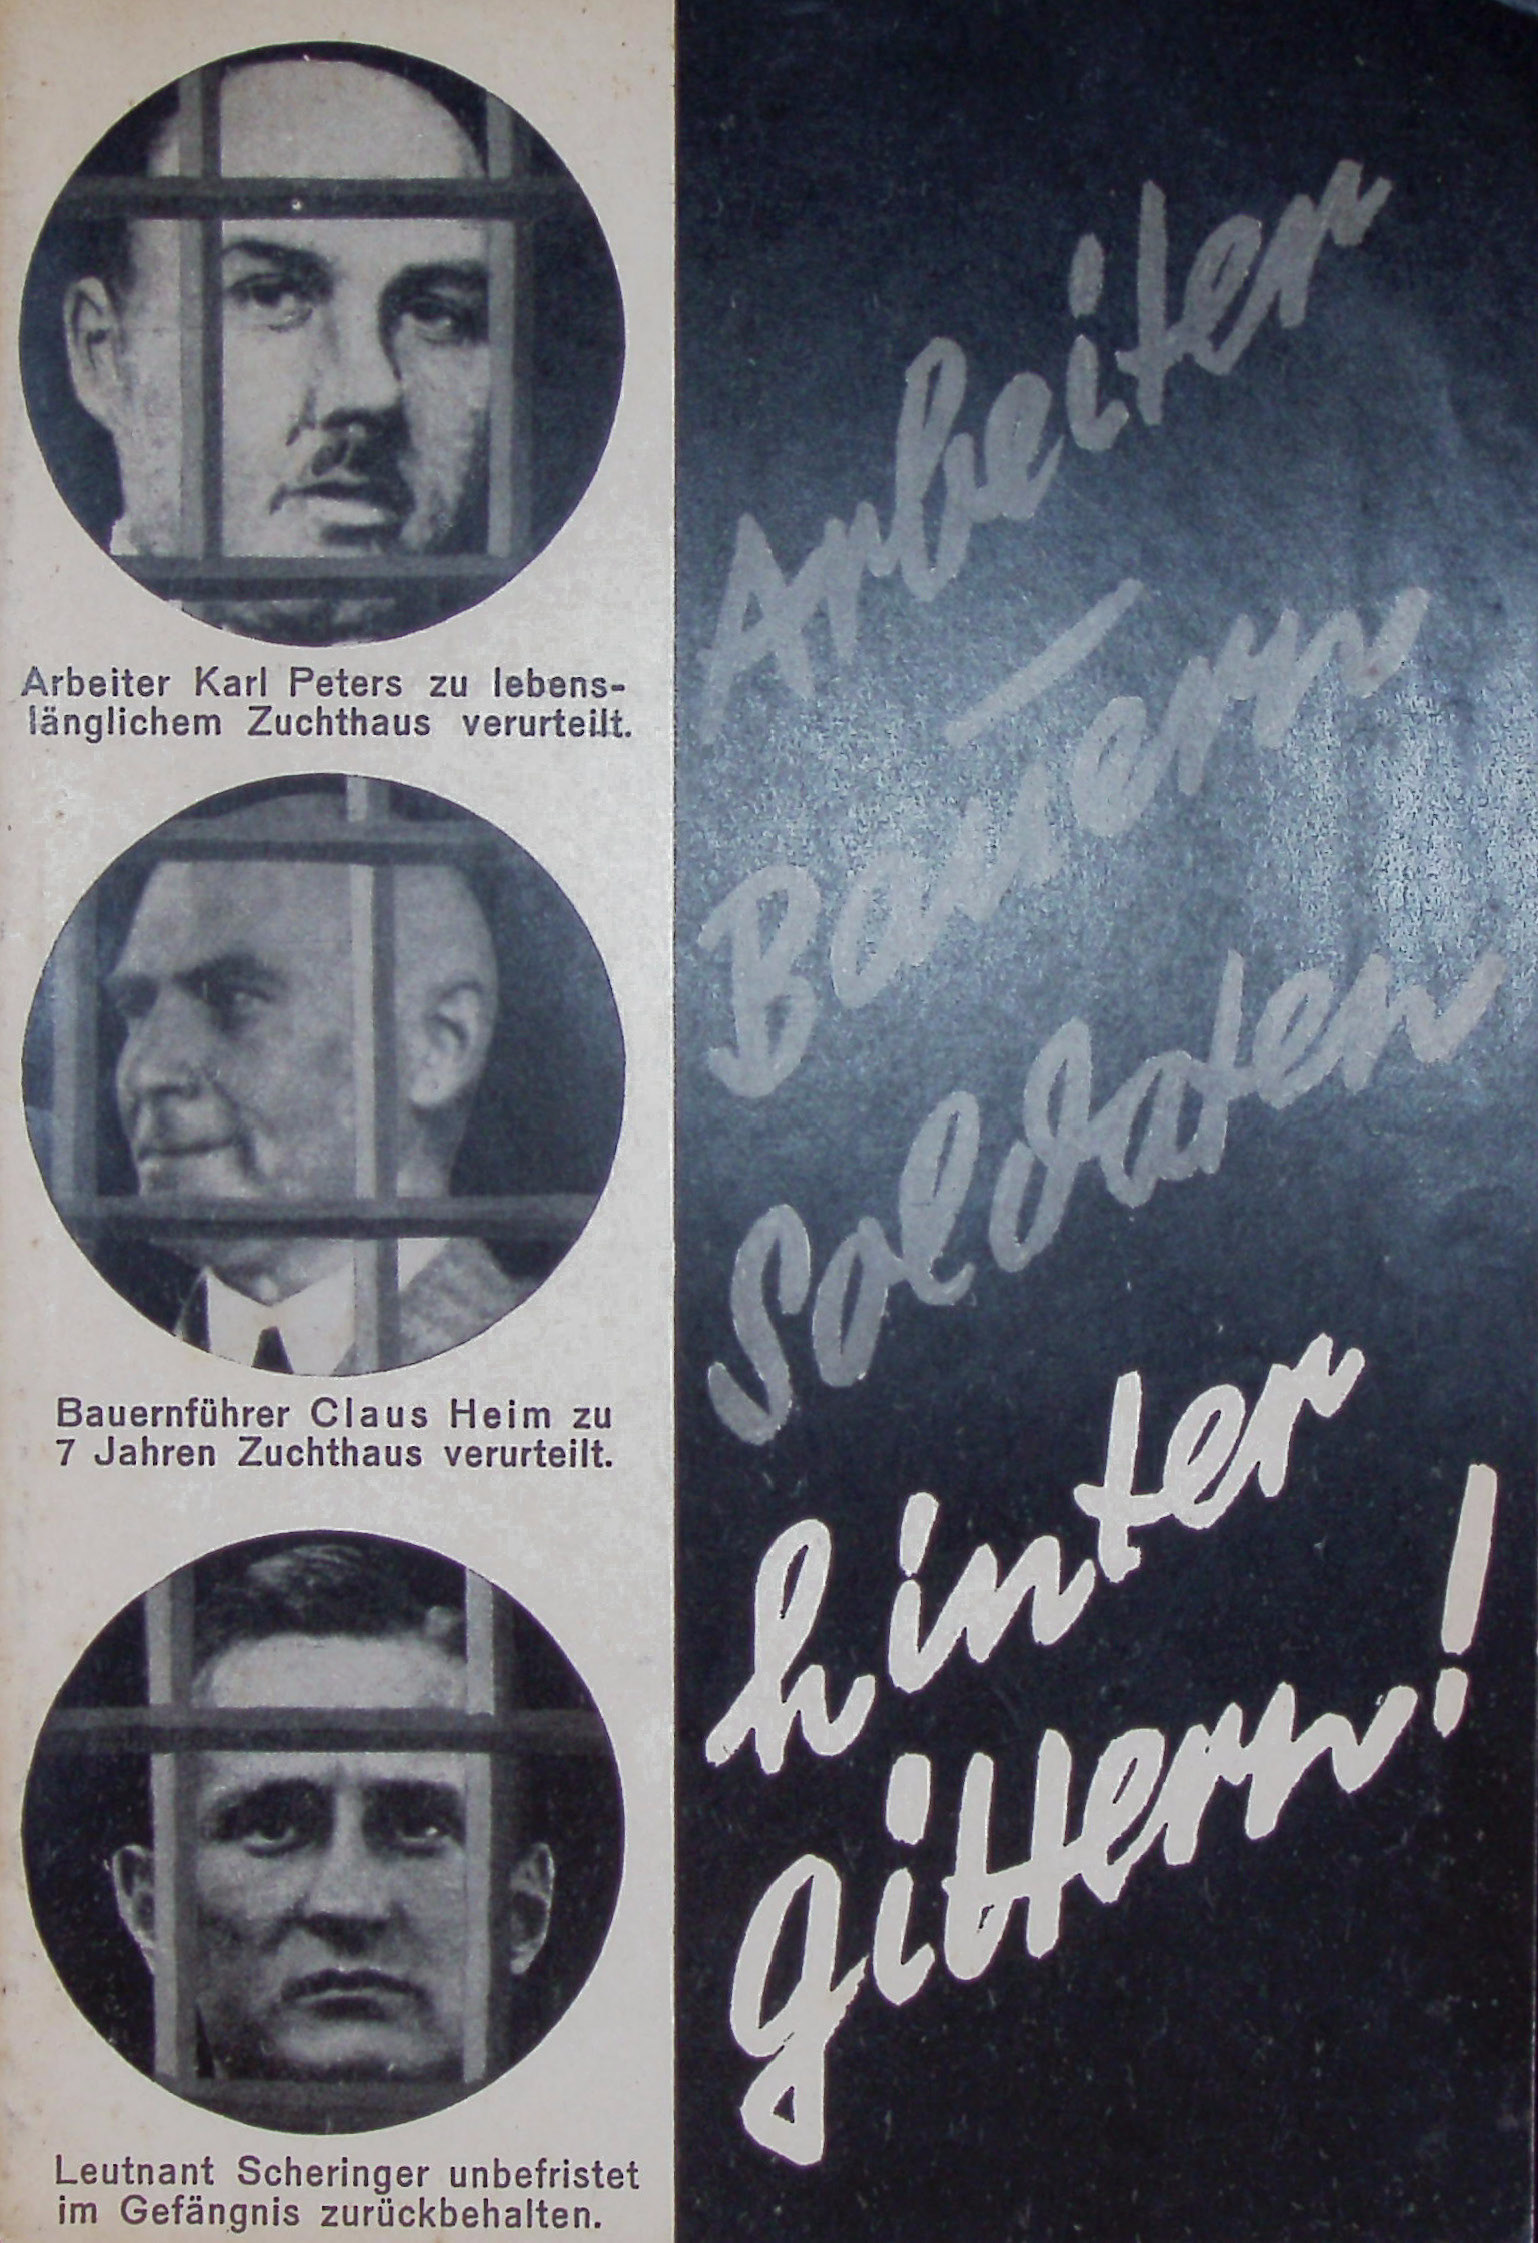 Arbeiter Karl Peters zu lebens-
länglichem Zuchthaus verurteilt.
Bauernführer Claus Heim zu
7 Jahren Zuchthaus verurteilt.
Leutnant Scheringer unbefristet
im Gefängnis zurückbehalten.
Arbeiter
Bauern
Soldaten
hinter
gittern!